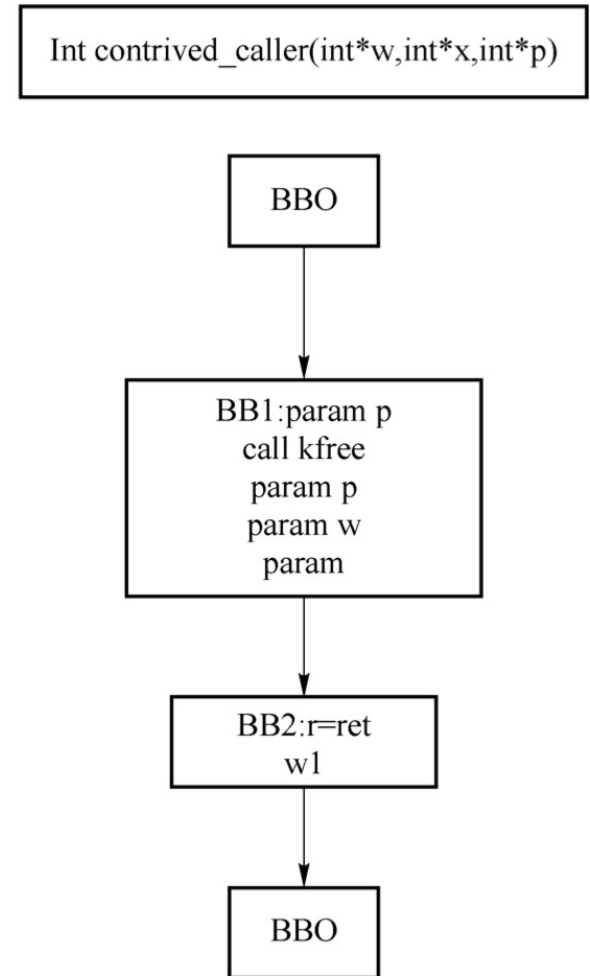 Int contrived_caller(int*w,int*x,int*p)
BBO
BB1:param p
call kfree
param p
param w
param
BB2:r=ret
w1
BBO